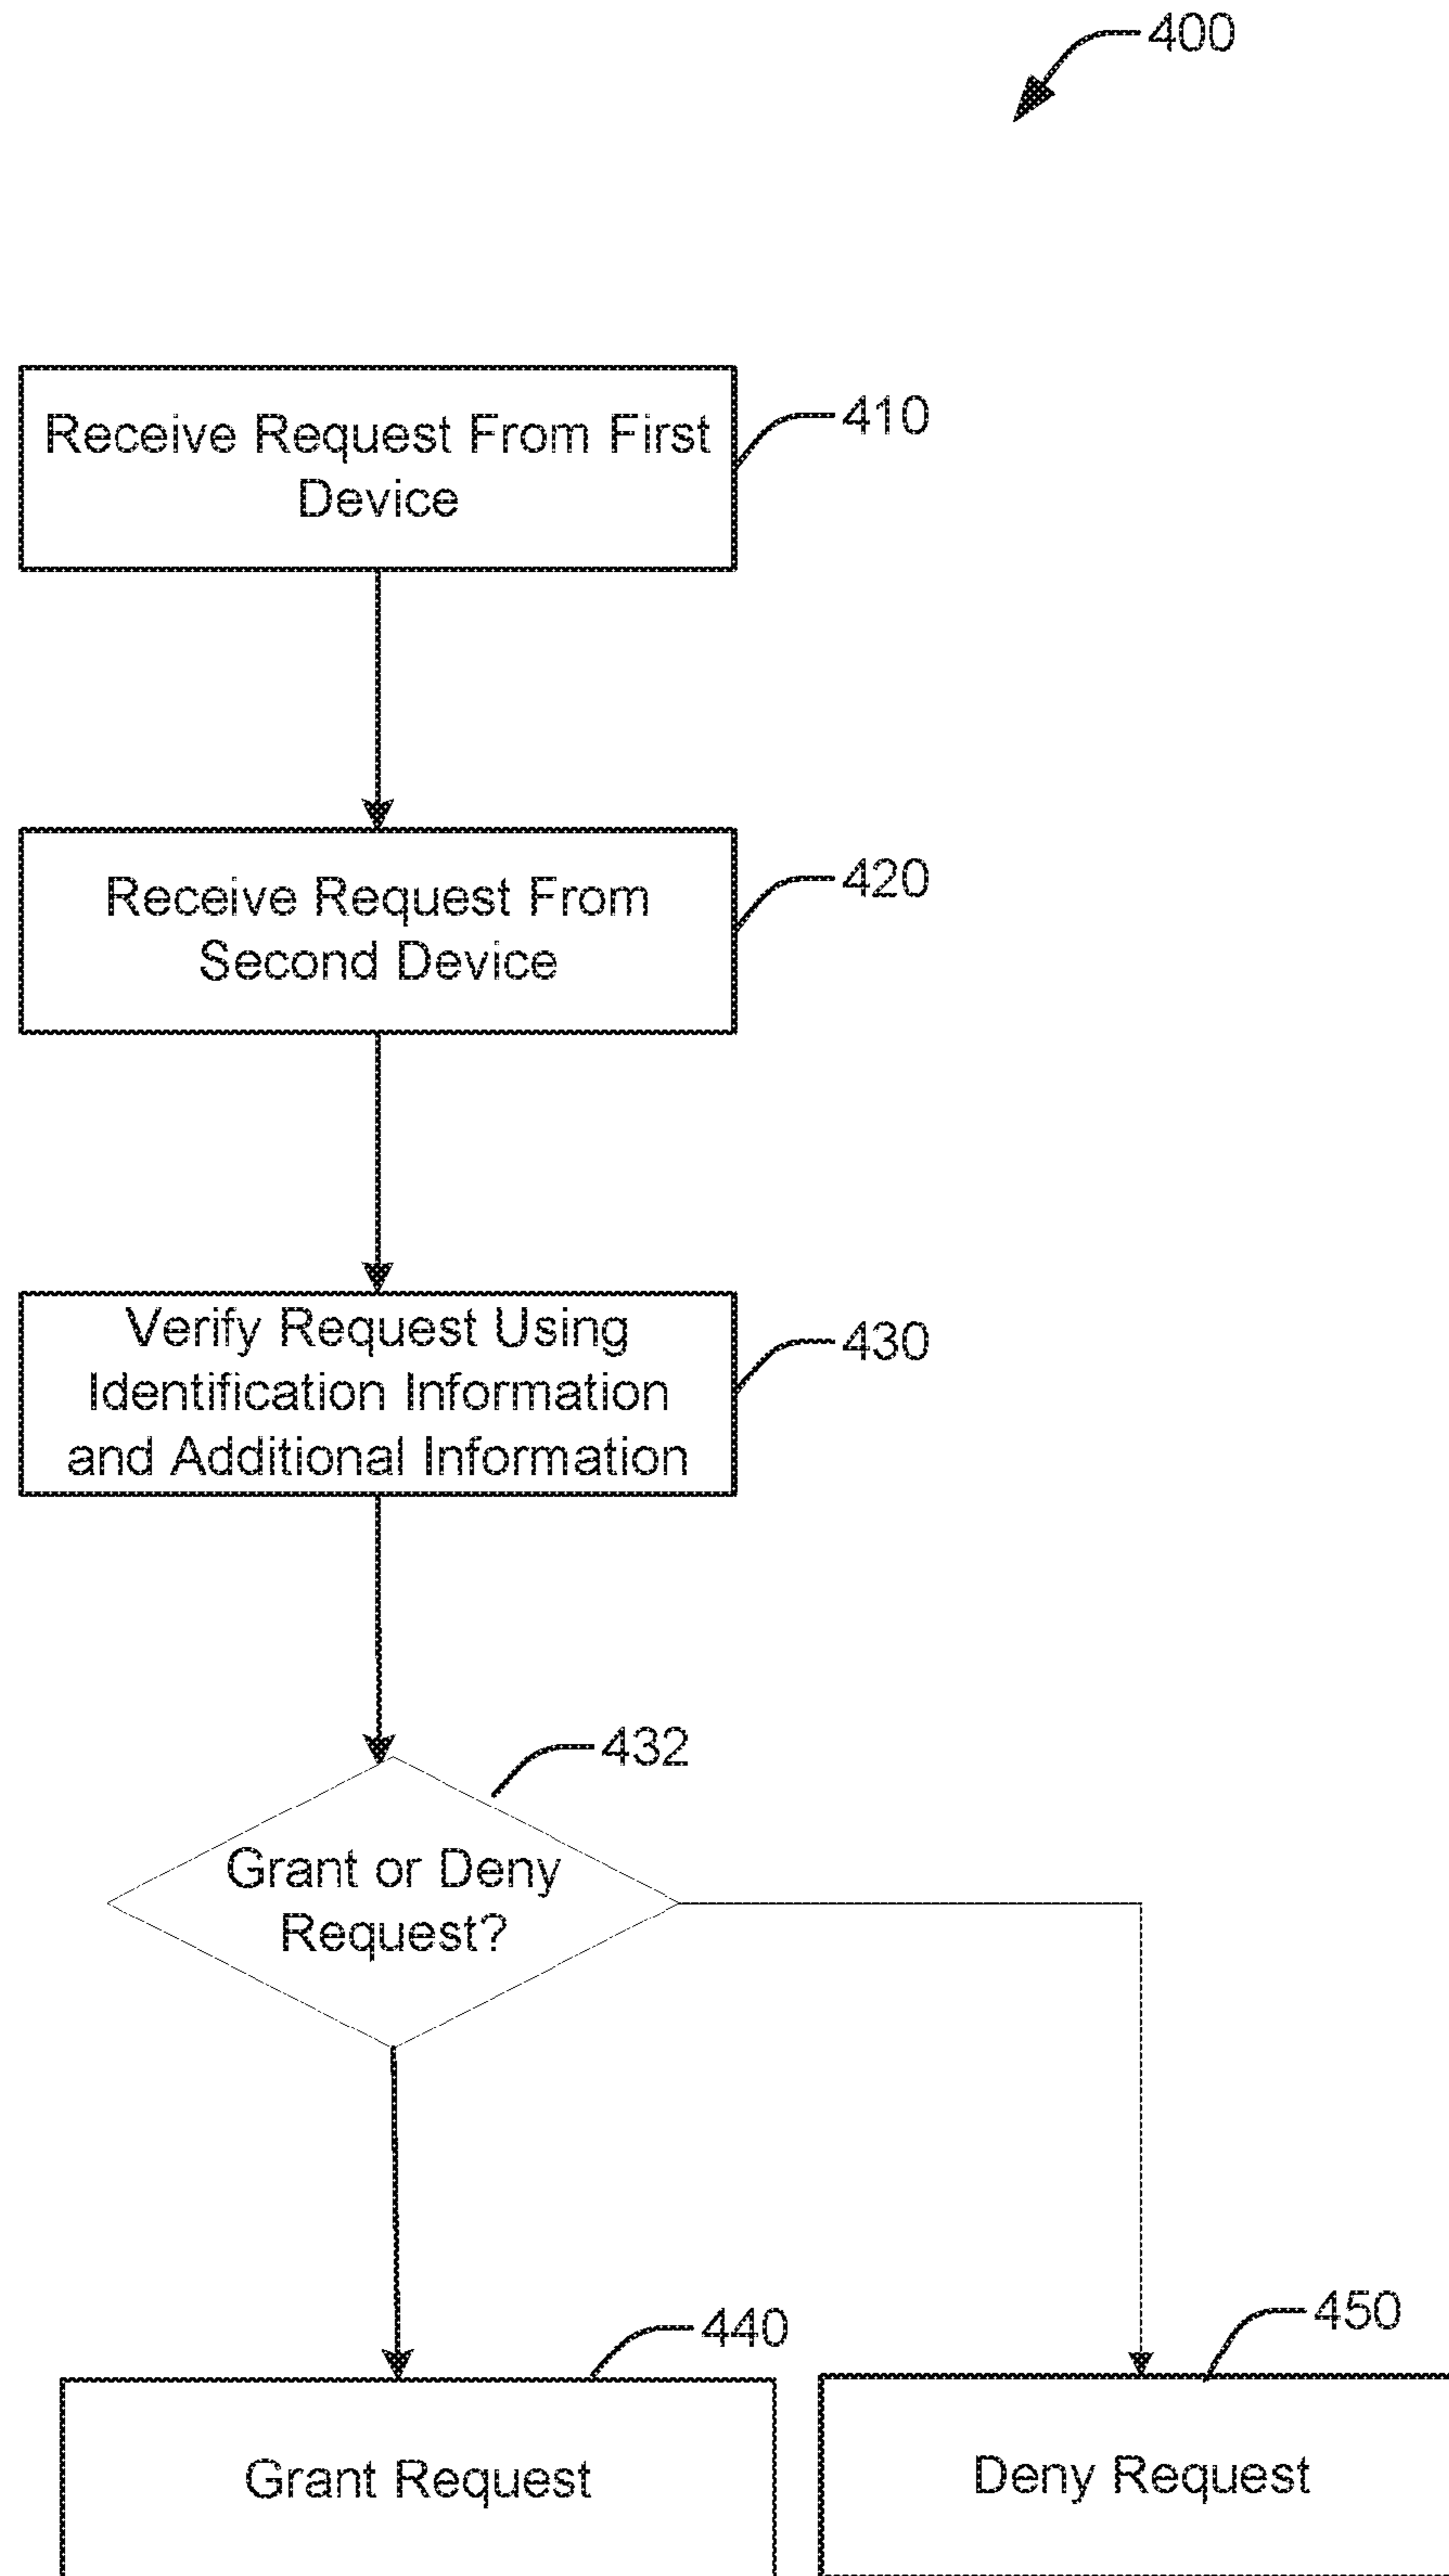 400
Receive Request From First
Device
410
Receive Request From
Second Device
420
Verify Request Using
Identification Information
and Additional Information
430
432
Grant or Deny
Request?
440
450
Grant Request
Deny Request